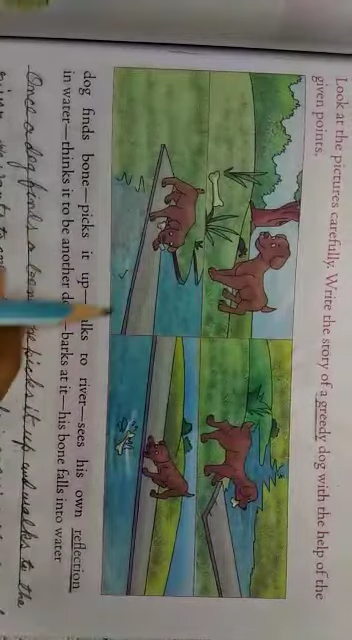 Look at the pictures carefully. Write the story of a greedy dog with the help of the
given points.
dog finds bone—picks it up— lks to river—sees his own reflection
in water—thinks it to be another d —barks at it—his bone falls into water
Once a dog finds a bone he picks it up and walks to the